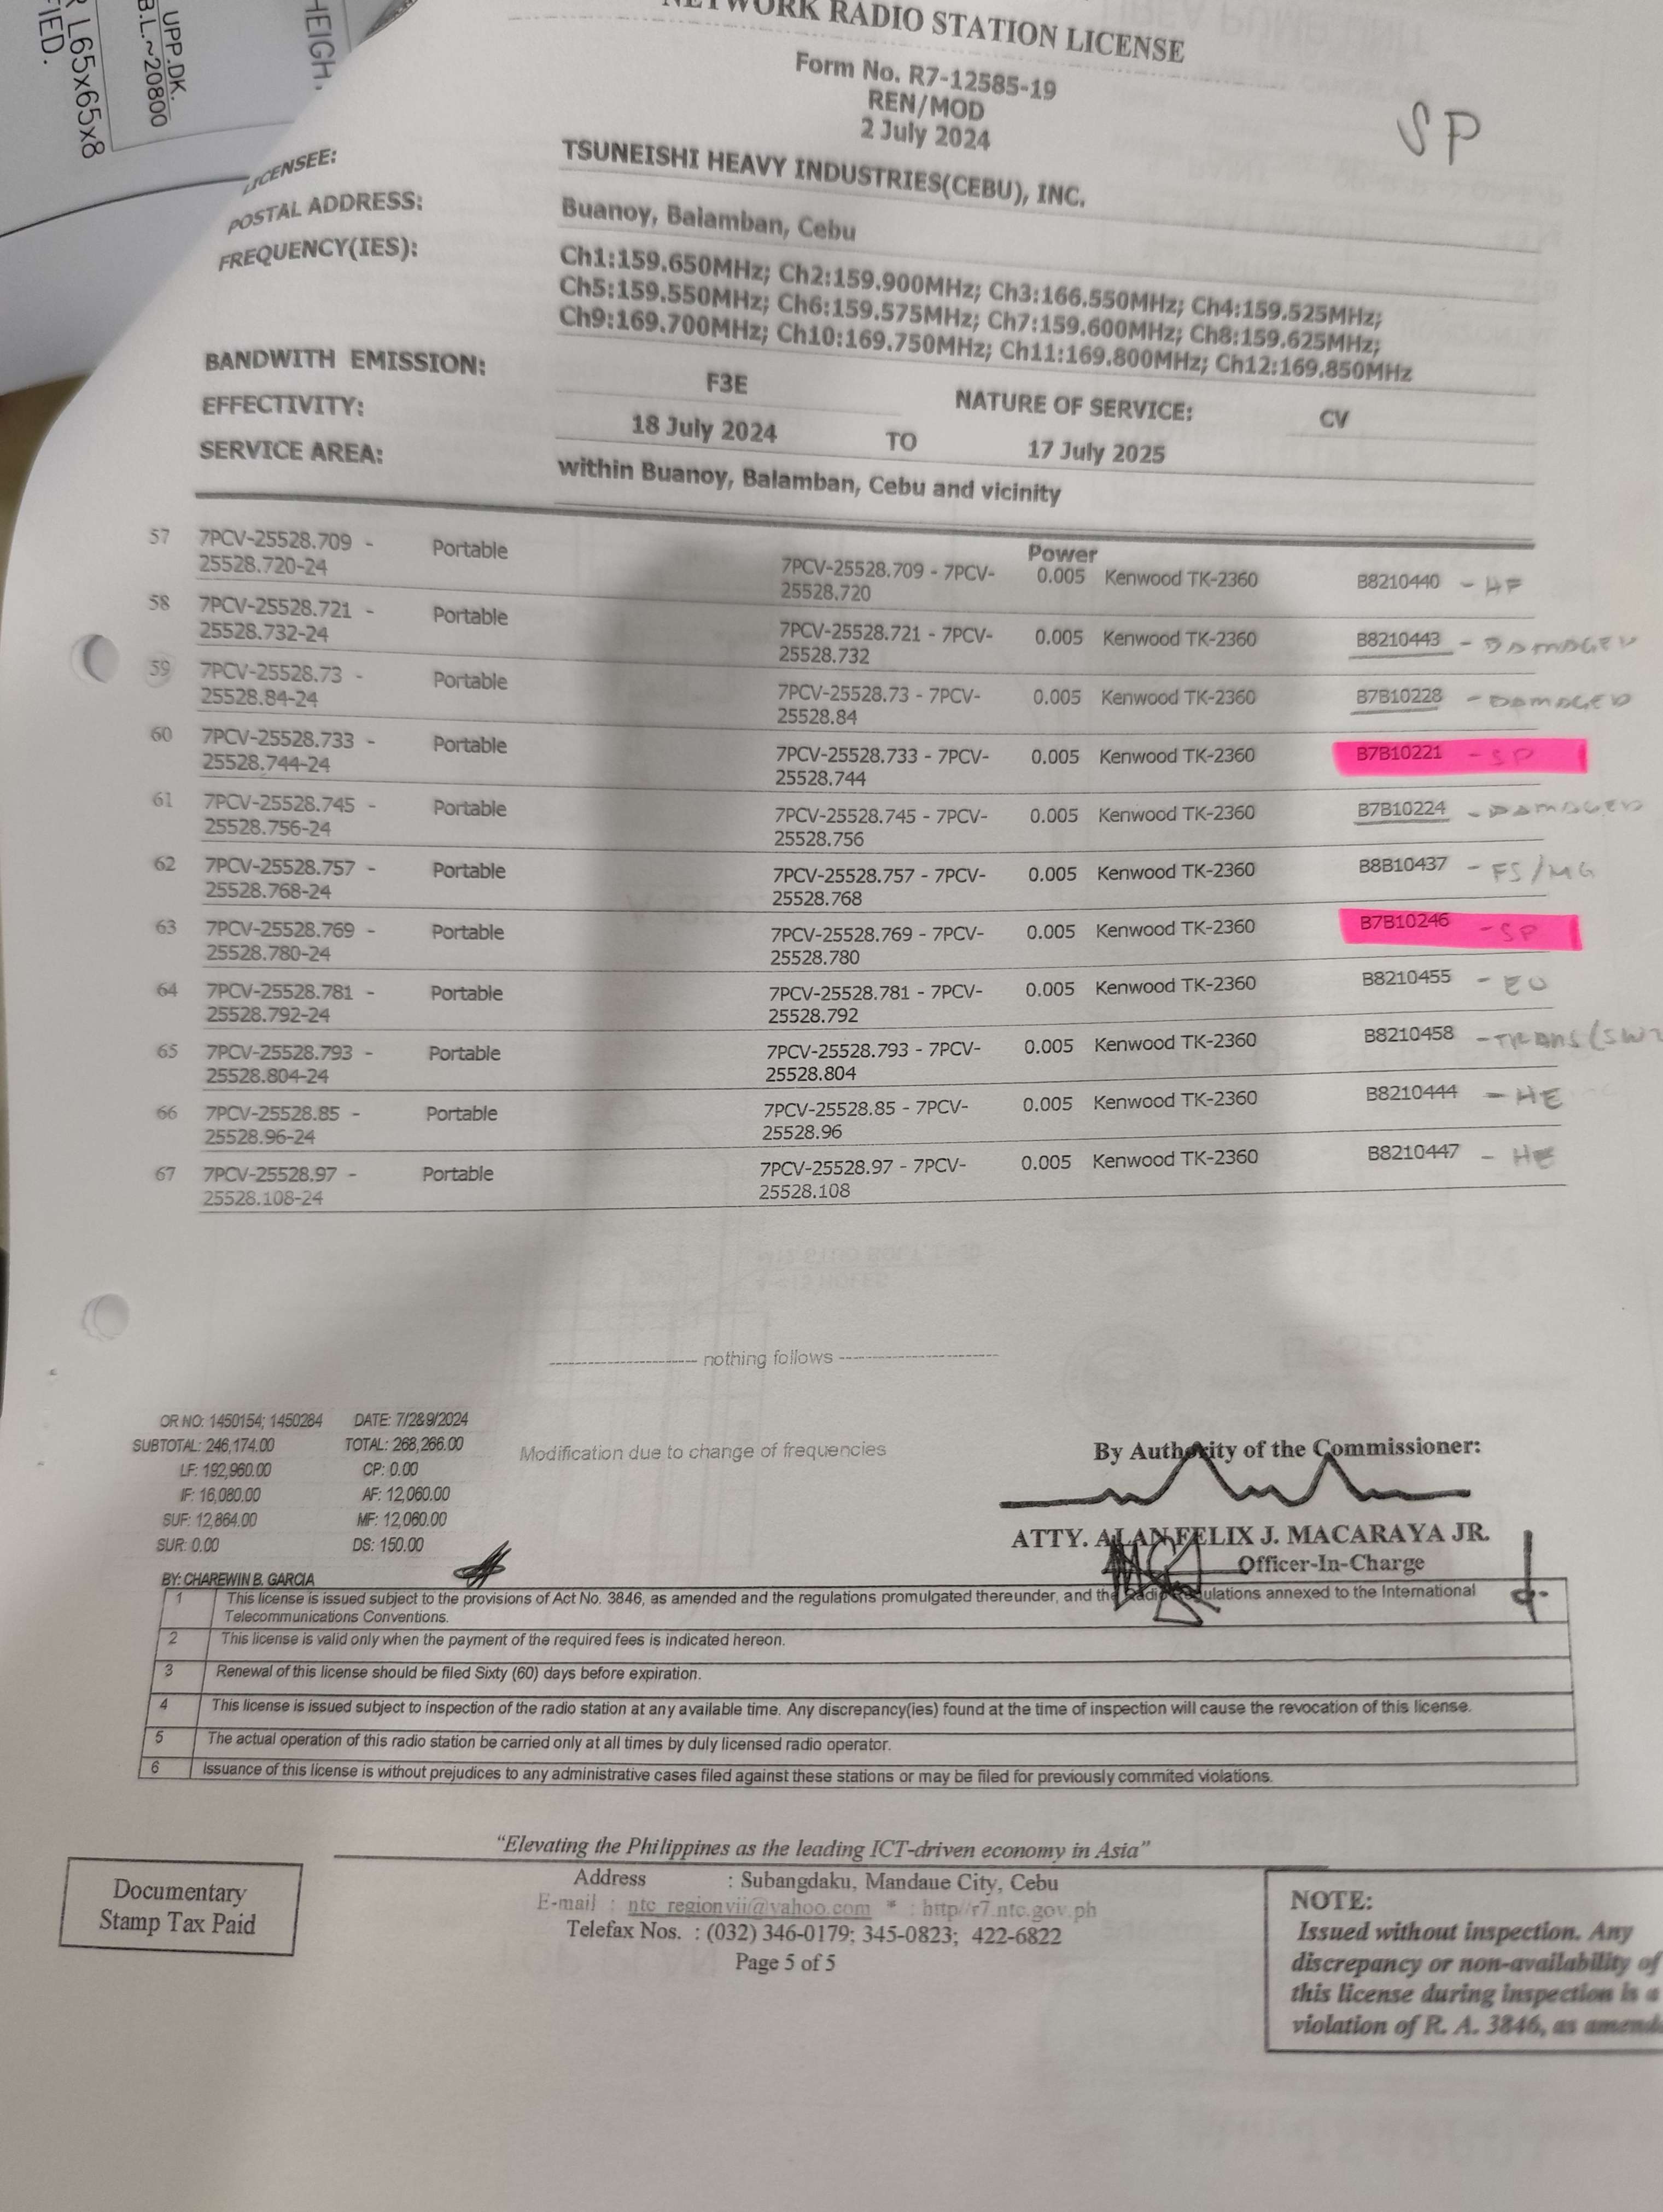 UPP.DK.
B.L.~20800
L65x65x8
FIED.
HEIGH.
NETWORK RADIO STATION LICENSE
Form No. R7-12585-19
REN/MOD
2 July 2024
SP
LICENSEE: TSUNEISHI HEAVY INDUSTRIES(CEBU), INC.
POSTAL ADDRESS: Buanoy, Balamban, Cebu
FREQUENCY(IES): Ch1:159.650MHz; Ch2:159.900MHz; Ch3:166.550MHz; Ch4:159.525MHz;
Ch5:159.550MHz; Ch6:159.575MHz; Ch7:159.600MHz; Ch8:159.625MHz;
Ch9:169.700MHz; Ch10:169.750MHz; Ch11:169.800MHz; Ch12:169.850MHz
BANDWITH EMISSION: F3E NATURE OF SERVICE: CV
EFFECTIVITY: 18 July 2024 TO 17 July 2025
SERVICE AREA: within Buanoy, Balamban, Cebu and vicinity
Power
57 7PCV-25528.709 - Portable 7PCV-25528.709 - 7PCV- 0.005 Kenwood TK-2360 B8210440 - HF
25528.720-24 25528.720
58 7PCV-25528.721 - Portable 7PCV-25528.721 - 7PCV- 0.005 Kenwood TK-2360 B8210443 - DAMAGED
25528.732-24 25528.732
59 7PCV-25528.73 - Portable 7PCV-25528.73 - 7PCV- 0.005 Kenwood TK-2360 B7B10228 - DAMAGED
25528.84-24 25528.84
60 7PCV-25528.733 - Portable 7PCV-25528.733 - 7PCV- 0.005 Kenwood TK-2360 B7B10221 - SP
25528.744-24 25528.744
61 7PCV-25528.745 - Portable 7PCV-25528.745 - 7PCV- 0.005 Kenwood TK-2360 B7B10224 - DAMAGED
25528.756-24 25528.756
62 7PCV-25528.757 - Portable 7PCV-25528.757 - 7PCV- 0.005 Kenwood TK-2360 B8B10437 - FS/MG
25528.768-24 25528.768
63 7PCV-25528.769 - Portable 7PCV-25528.769 - 7PCV- 0.005 Kenwood TK-2360 B7B10246 - SP
25528.780-24 25528.780
64 7PCV-25528.781 - Portable 7PCV-25528.781 - 7PCV- 0.005 Kenwood TK-2360 B8210455 - EO
25528.792-24 25528.792
65 7PCV-25528.793 - Portable 7PCV-25528.793 - 7PCV- 0.005 Kenwood TK-2360 B8210458 - TRANS
25528.804-24 25528.804
66 7PCV-25528.85 - Portable 7PCV-25528.85 - 7PCV- 0.005 Kenwood TK-2360 B8210444 - HE
25528.96-24 25528.96
67 7PCV-25528.97 - Portable 7PCV-25528.97 - 7PCV- 0.005 Kenwood TK-2360 B8210447 - HE
25528.108-24 25528.108
-------------------- nothing follows --------------------
OR NO: 1450154; 1450284 DATE: 7/2&9/2024
SUBTOTAL: 246,174.00 TOTAL: 268,266.00
LF: 192,960.00 CP: 0.00
IF: 16,080.00 AF: 12,060.00
SUF: 12,864.00 MF: 12,060.00
SUR: 0.00 DS: 150.00
BY: CHAREWIN B. GARCIA
Modification due to change of frequencies
By Authority of the Commissioner:
ATTY. ALAN FELIX J. MACARAYA JR.
Officer-In-Charge
1 This license is issued subject to the provisions of Act No. 3846, as amended and the regulations promulgated thereunder, and the Radio Regulations annexed to the International
Telecommunications Conventions.
2 This license is valid only when the payment of the required fees is indicated hereon.
3 Renewal of this license should be filed Sixty (60) days before expiration.
4 This license is issued subject to inspection of the radio station at any available time. Any discrepancy(ies) found at the time of inspection will cause the revocation of this license.
5 The actual operation of this radio station be carried only at all times by duly licensed radio operator.
6 Issuance of this license is without prejudices to any administrative cases filed against these stations or may be filed for previously commited violations.
"Elevating the Philippines as the leading ICT-driven economy in Asia"
Address : Subangdaku, Mandaue City, Cebu
E-mail : ntc_regionvii@yahoo.com * : http//r7.ntc.gov.ph
Telefax Nos. : (032) 346-0179; 345-0823; 422-6822
Page 5 of 5
Documentary
Stamp Tax Paid
NOTE:
Issued without inspection. Any
discrepancy or non-availability of
this license during inspection is a
violation of R. A. 3846, as amend